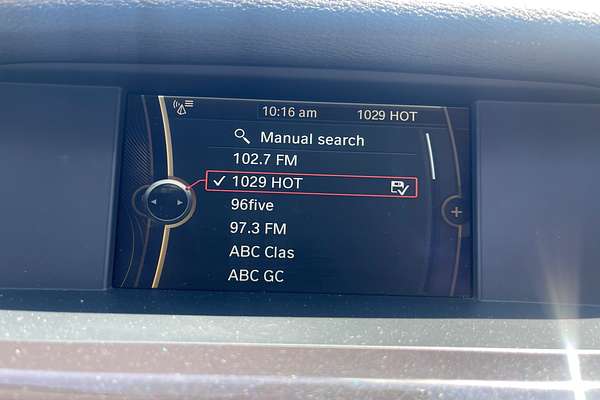 10:16 am 1029 HOT
Manual search
102.7 FM
1029 HOT
96five
97.3 FM
ABC Clas
ABC GC